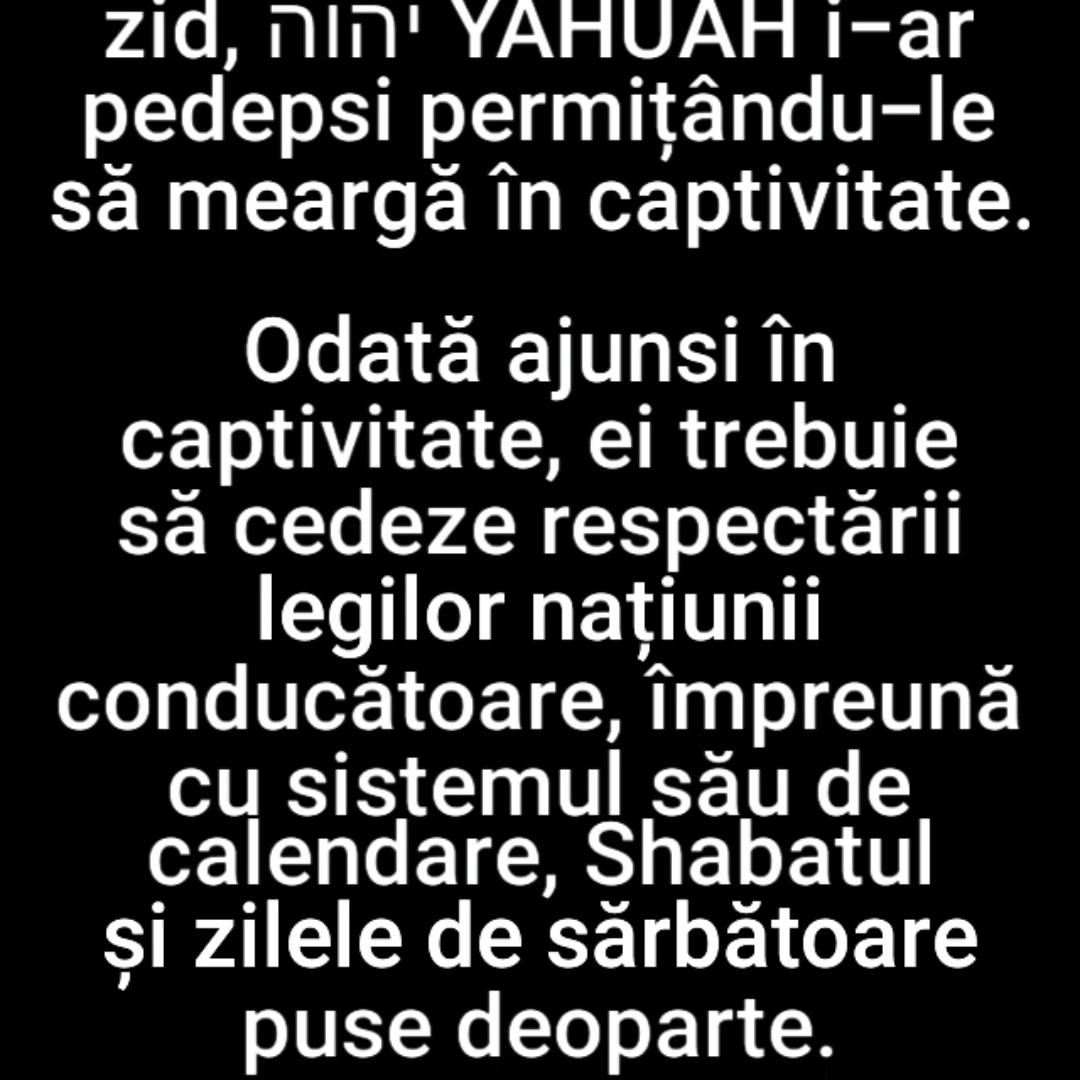 zid, יהוה YAHUAH i-ar
pedepsi permițându-le
să meargă în captivitate.
Odată ajunsi în
captivitate, ei trebuie
să cedeze respectării
legilor națiunii
conducătoare, împreună
cu sistemul său de
calendare, Shabatul
și zilele de sărbătoare
puse deoparte.